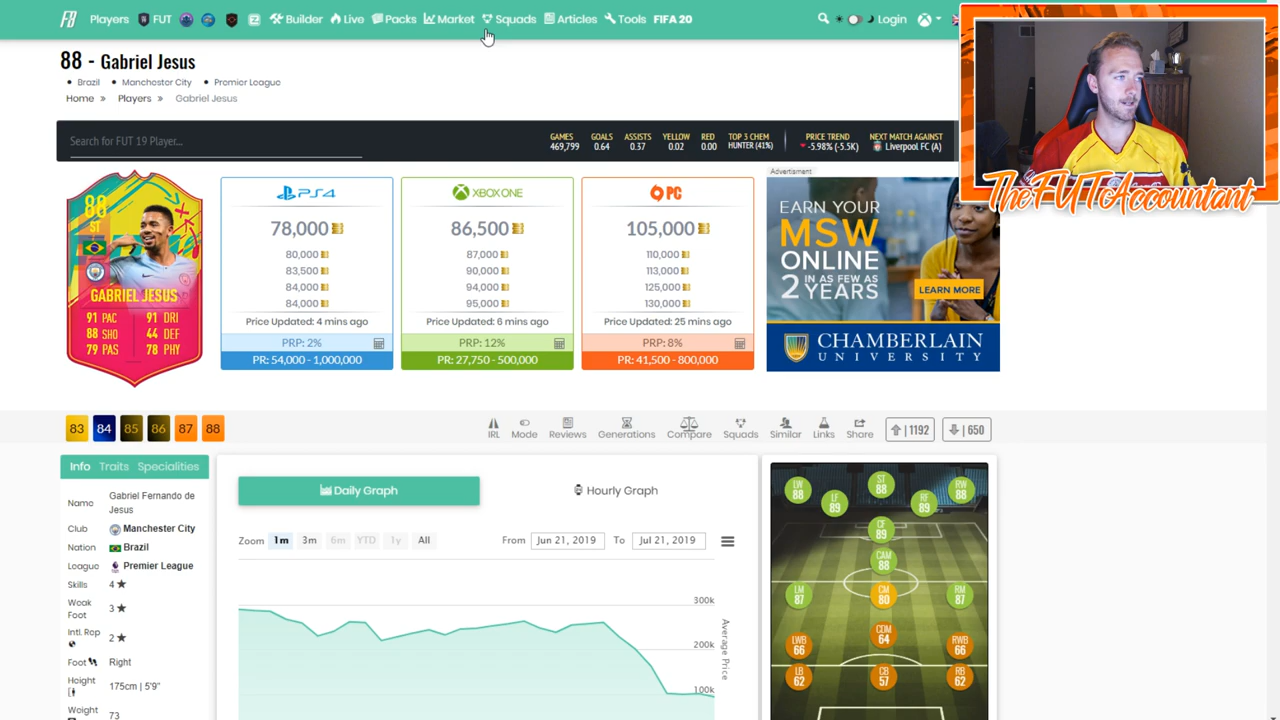 Players FUT Builder Live Packs Market Squads Articles Tools FIFA 20 Login
88 - Gabriel Jesus
Brazil Manchester City Premier League
Home » Players » Gabriel Jesus
Search for FUT 19 Player...
GAMES GOALS ASSISTS YELLOW RED TOP 3 CHEM PRICE TREND NEXT MATCH AGAINST
469,799 0.64 0.37 0.02 0.00 HUNTER (41%) -5.98% (-5.5K) Liverpool FC (A)
TheFUTAccountant
88
ST
GABRIEL JESUS
91 PAC 91 DRI
88 SHO 44 DEF
79 PAS 78 PHY
PS4
78,000
80,000
83,500
84,000
84,000
Price Updated: 4 mins ago
PRP: 2%
PR: 54,000 - 1,000,000
XBOX ONE
86,500
87,000
90,000
94,000
95,000
Price Updated: 6 mins ago
PRP: 12%
PR: 27,750 - 500,000
PC
105,000
110,000
113,000
125,000
130,000
Price Updated: 25 mins ago
PRP: 8%
PR: 41,500 - 800,000
Advertisment
EARN YOUR
MSW
ONLINE
IN AS FEW AS
2 YEARS
LEARN MORE
CHAMBERLAIN
UNIVERSITY
83 84 85 86 87 88
IRL Mode Reviews Generations Compare Squads Similar Links Share | 1192 | 650
Info Traits Specialities
Name Gabriel Fernando de Jesus
Club Manchester City
Nation Brazil
League Premier League
Skills 4
Weak Foot 3
Intl. Rep 2
Foot Right
Height 175cm | 5'9"
Weight 73
Daily Graph Hourly Graph
Zoom 1m 3m 6m YTD 1y All From Jun 21, 2019 To Jul 21, 2019
300k
200k
100k
Average Price
LW 88
LF 89
ST 88
RF 89
RW 88
CF 89
CAM 88
LM 87
CM 80
RM 87
CDM 64
LWB 66
RWB 66
LB 62
CB 57
RB 62